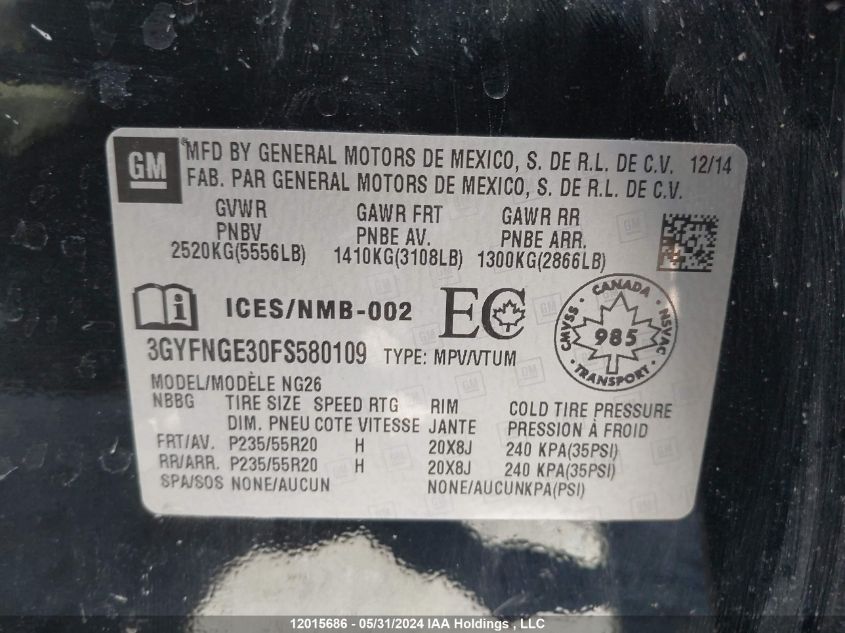 GM
MFD BY GENERAL MOTORS DE MEXICO, S. DE R.L. DE C.V. 12/14
FAB. PAR GENERAL MOTORS DE MEXICO, S. DE R.L. DE C.V.
GVWR GAWR FRT GAWR RR
PNBV PNBE AV. PNBE ARR.
2520KG(5556LB) 1410KG(3108LB) 1300KG(2866LB)
i ICES/NMB-002 EC CANADA CMVSS 985 NSVAC TRANSPORT
3GYFNGE30FS580109 TYPE: MPV/VTUM
MODEL/MODÈLE NG26
NBBG TIRE SIZE SPEED RTG RIM COLD TIRE PRESSURE
DIM. PNEU COTE VITESSE JANTE PRESSION À FROID
FRT/AV. P235/55R20 H 20X8J 240 KPA(35PSI)
RR/ARR. P235/55R20 H 20X8J 240 KPA(35PSI)
SPA/SOS NONE/AUCUN NONE/AUCUNKPA(PSI)
12015686 - 05/31/2024 IAA Holdings , LLC